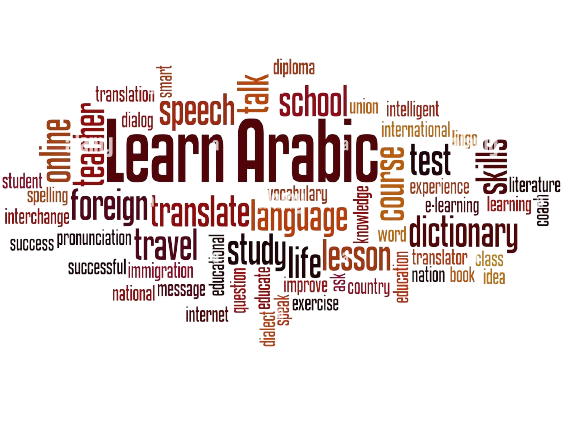 diploma
smart
translation
talk
school
union
intelligent
speech
dialog
international
lingo
online
teacher
Learn Arabic
test
skills
course
student
spelling
foreign
translate
vocabulary
language
knowledge
experience
literature
e-learning
learning
coach
interchange
success
pronunciation
travel
educational
study
life
lesson
word
dictionary
translator
class
successful
immigration
education
nation
book
idea
national
message
question
educate
improve
ask
country
internet
dialect
speak
exercise